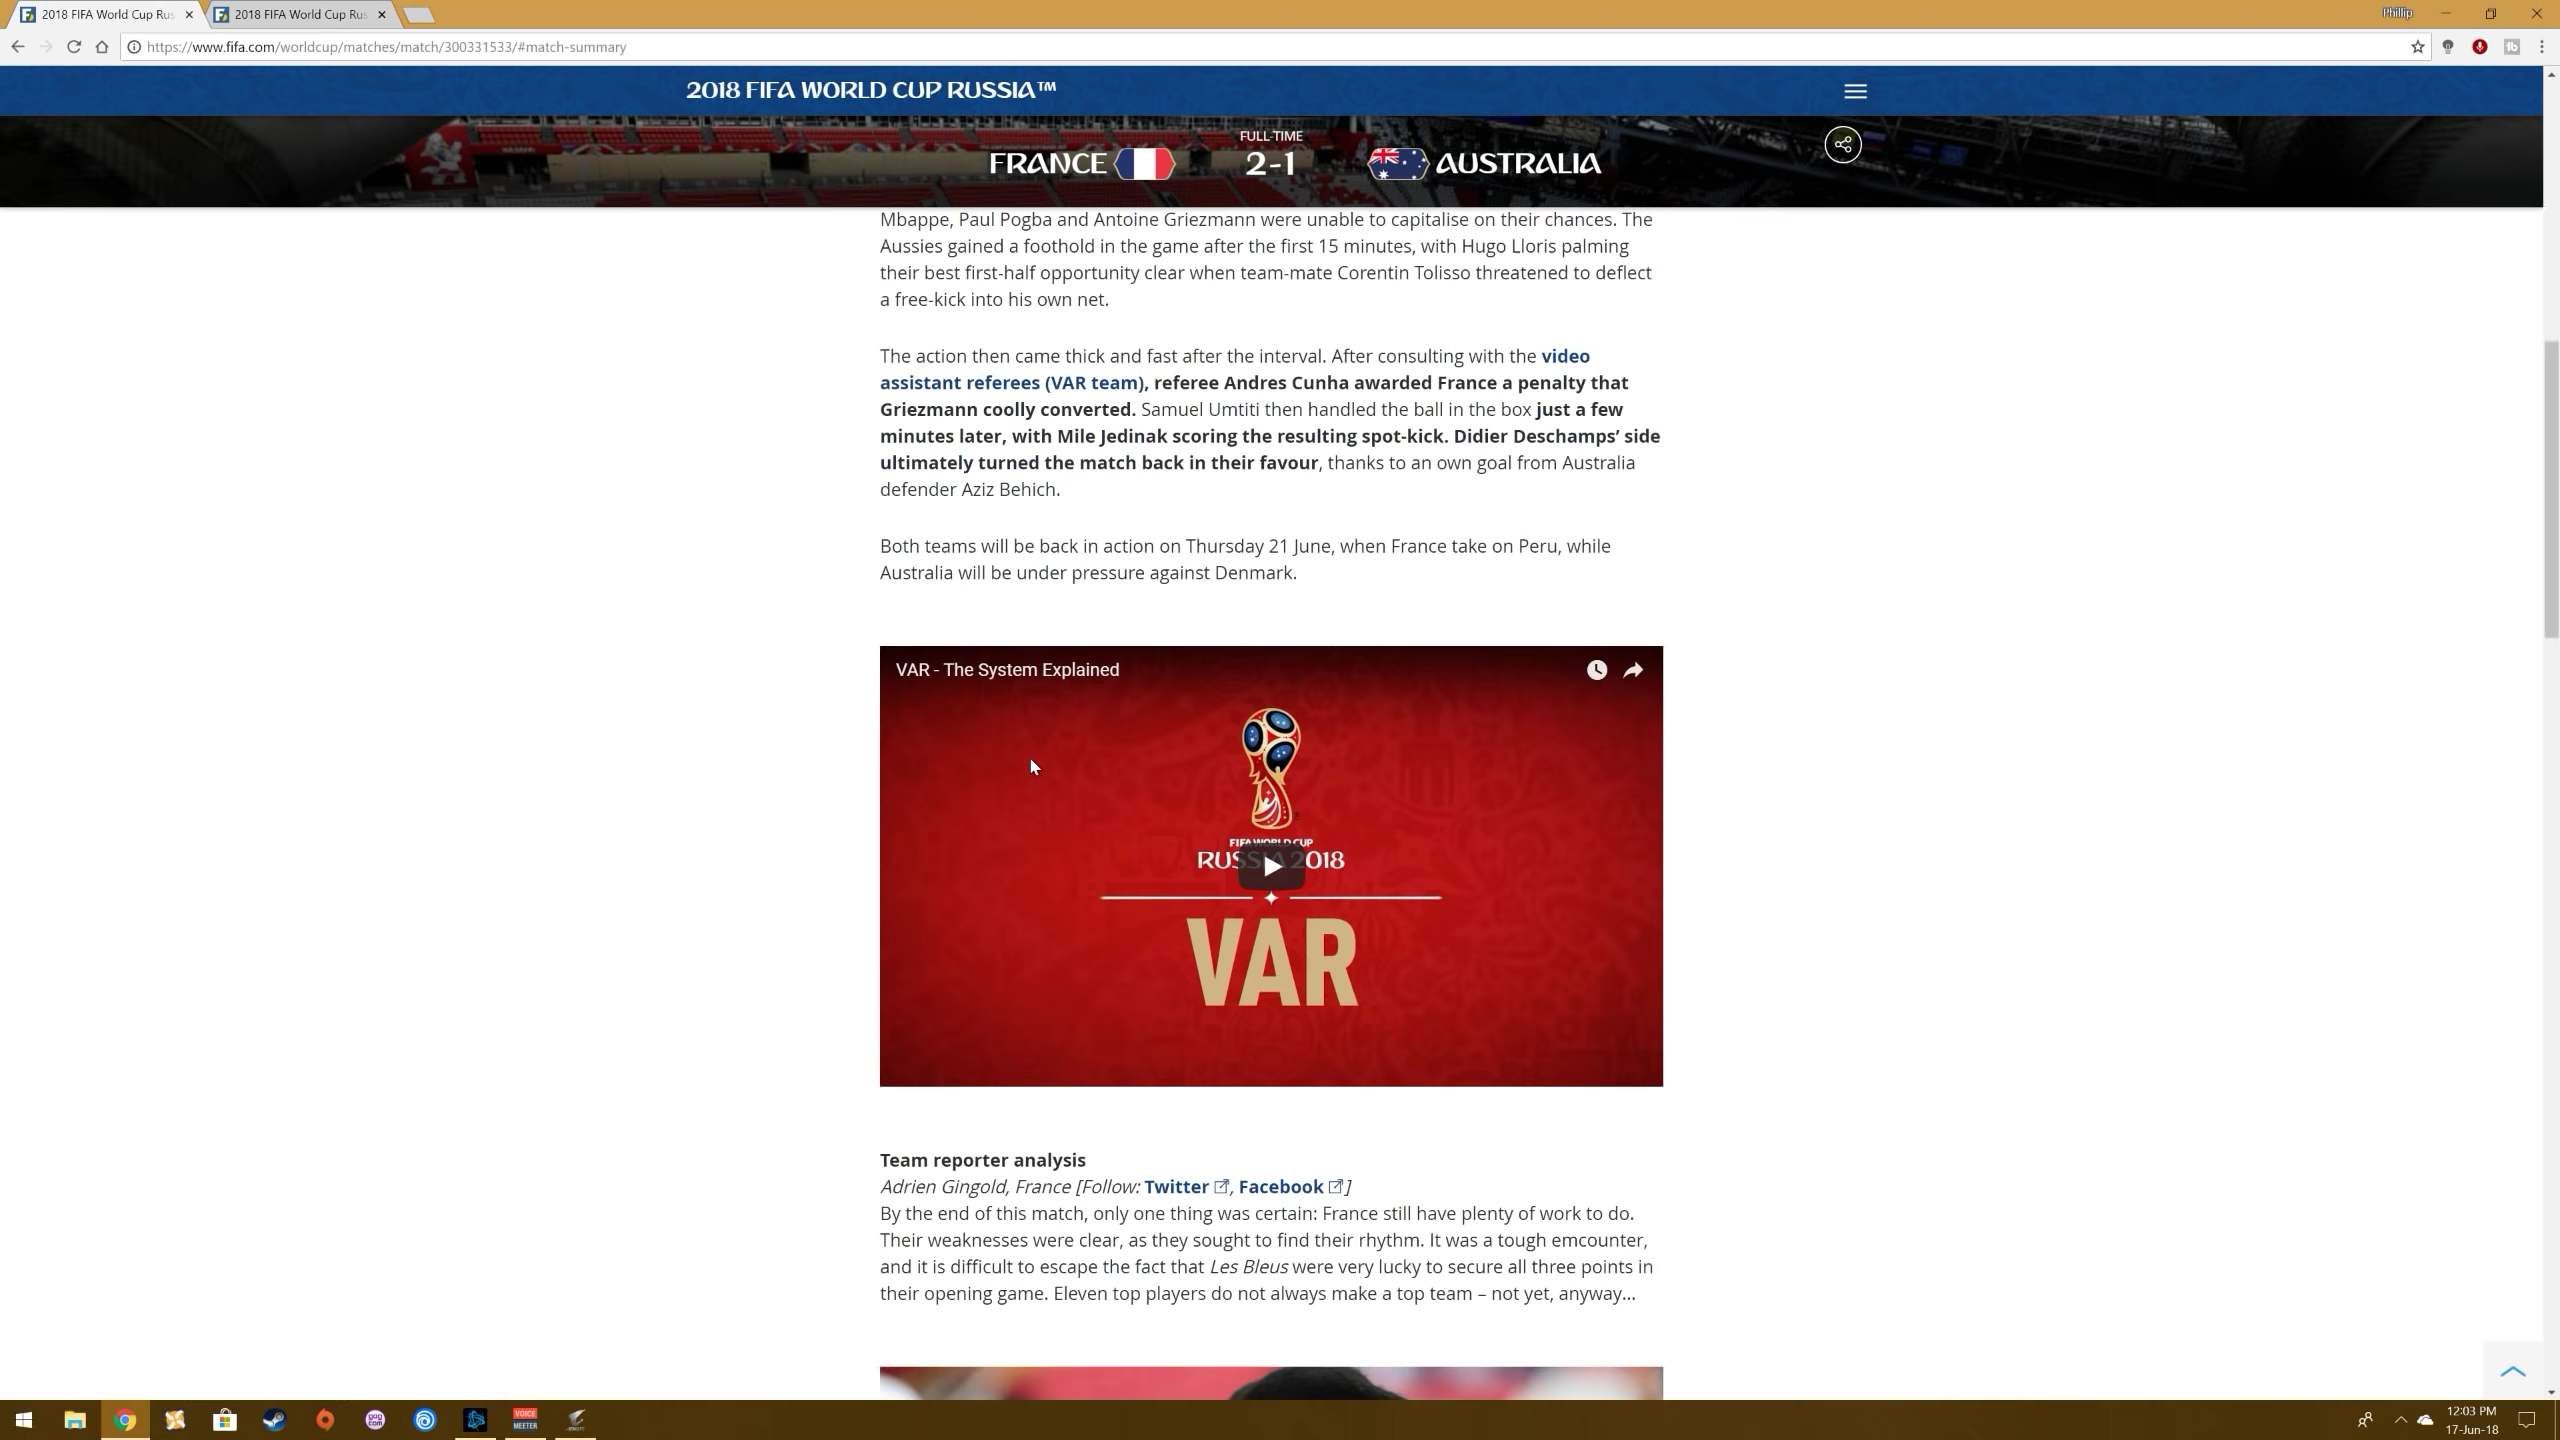 2018 FIFA World Cup Rus
2018 FIFA World Cup Rus
Phillip
https://www.fifa.com/worldcup/matches/match/300331533/#match-summary
2018 FIFA WORLD CUP RUSSIA™
FULL-TIME
FRANCE 2-1 AUSTRALIA
Mbappe, Paul Pogba and Antoine Griezmann were unable to capitalise on their chances. The
Aussies gained a foothold in the game after the first 15 minutes, with Hugo Lloris palming
their best first-half opportunity clear when team-mate Corentin Tolisso threatened to deflect
a free-kick into his own net.
The action then came thick and fast after the interval. After consulting with the video
assistant referees (VAR team), referee Andres Cunha awarded France a penalty that
Griezmann coolly converted. Samuel Umtiti then handled the ball in the box just a few
minutes later, with Mile Jedinak scoring the resulting spot-kick. Didier Deschamps’ side
ultimately turned the match back in their favour, thanks to an own goal from Australia
defender Aziz Behich.
Both teams will be back in action on Thursday 21 June, when France take on Peru, while
Australia will be under pressure against Denmark.
VAR - The System Explained
FIFA WORLD CUP
RUSSIA 2018
VAR
Team reporter analysis
Adrien Gingold, France [Follow: Twitter, Facebook]
By the end of this match, only one thing was certain: France still have plenty of work to do.
Their weaknesses were clear, as they sought to find their rhythm. It was a tough emcounter,
and it is difficult to escape the fact that Les Bleus were very lucky to secure all three points in
their opening game. Eleven top players do not always make a top team – not yet, anyway...
VOICE
MEETER
12:03 PM
17-Jun-18